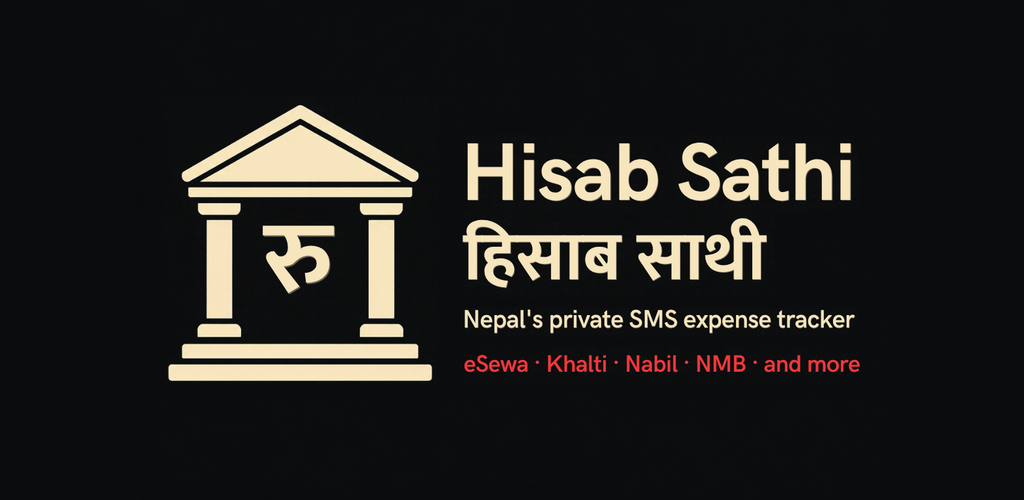 रु
Hisab Sathi
हिसाब साथी
Nepal's private SMS expense tracker
eSewa · Khalti · Nabil · NMB · and more